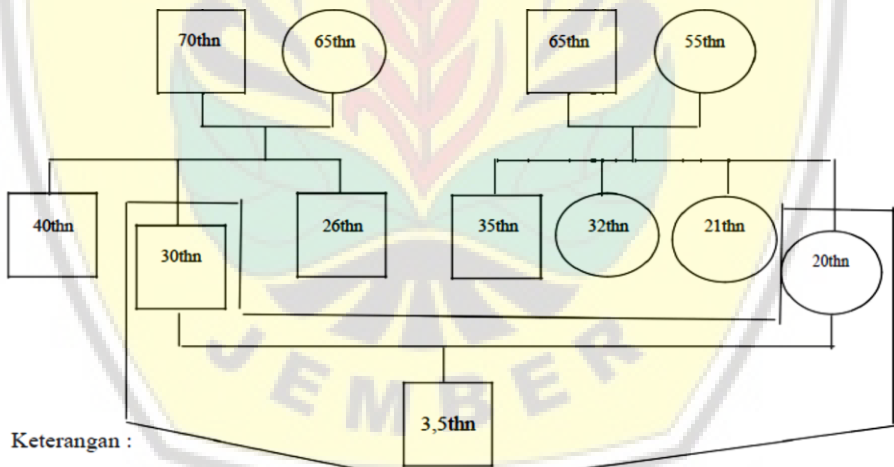 70thn 65thn 65thn 55thn
40thn 30thn 26thn 35thn 32thn 21thn 20thn
JEMBER
3,5thn
Keterangan :